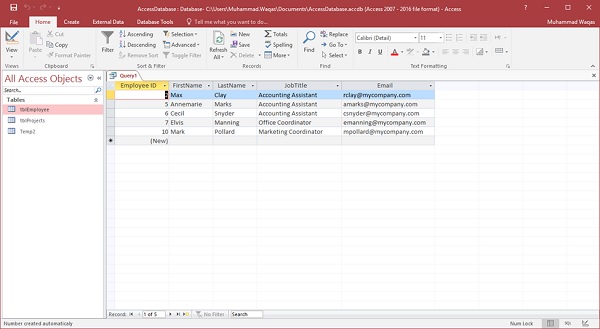 AccessDatabase : Database- C:\Users\Muhammad.Waqas\Documents\AccessDatabase.accdb (Access 2007 - 2016 file format) - Access
Muhammad Waqas
File Home Create External Data Database Tools Tell me what you want to do...
View
Views
Paste
Cut
Copy
Format Painter
Clipboard
Filter
Ascending
Descending
Remove Sort
Selection
Advanced
Toggle Filter
Sort & Filter
Refresh All
New
Save
Delete
Totals
Spelling
More
Records
Find
Replace
Go To
Select
Find
Calibri (Detail) 11
B I U
Text Formatting
All Access Objects
Search...
Tables
tblEmployee
tblProjects
Temp2
Query1
Employee ID FirstName LastName JobTitle Email
Max Clay Accounting Assistant rclay@mycompany.com
5 Annemarie Marks Accounting Assistant amarks@mycompany.com
6 Cecil Snyder Accounting Assistant csnyder@mycompany.com
7 Elvis Manning Office Coordinator emanning@mycompany.com
10 Mark Pollard Marketing Coordinator mpollard@mycompany.com
(New)
Record: 1 of 5 No Filter Search
Number created automaticaly
Num Lock